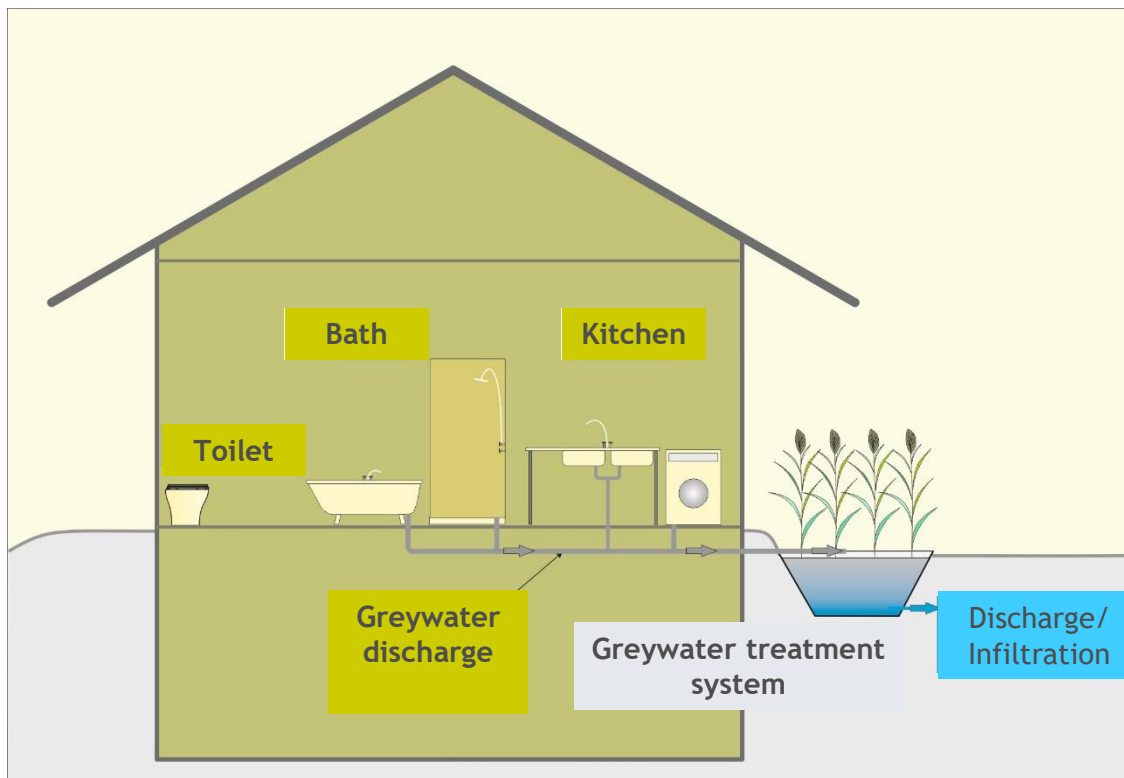 Bath
Kitchen
Toilet
Greywater
discharge
Greywater treatment
system
Discharge/
Infiltration